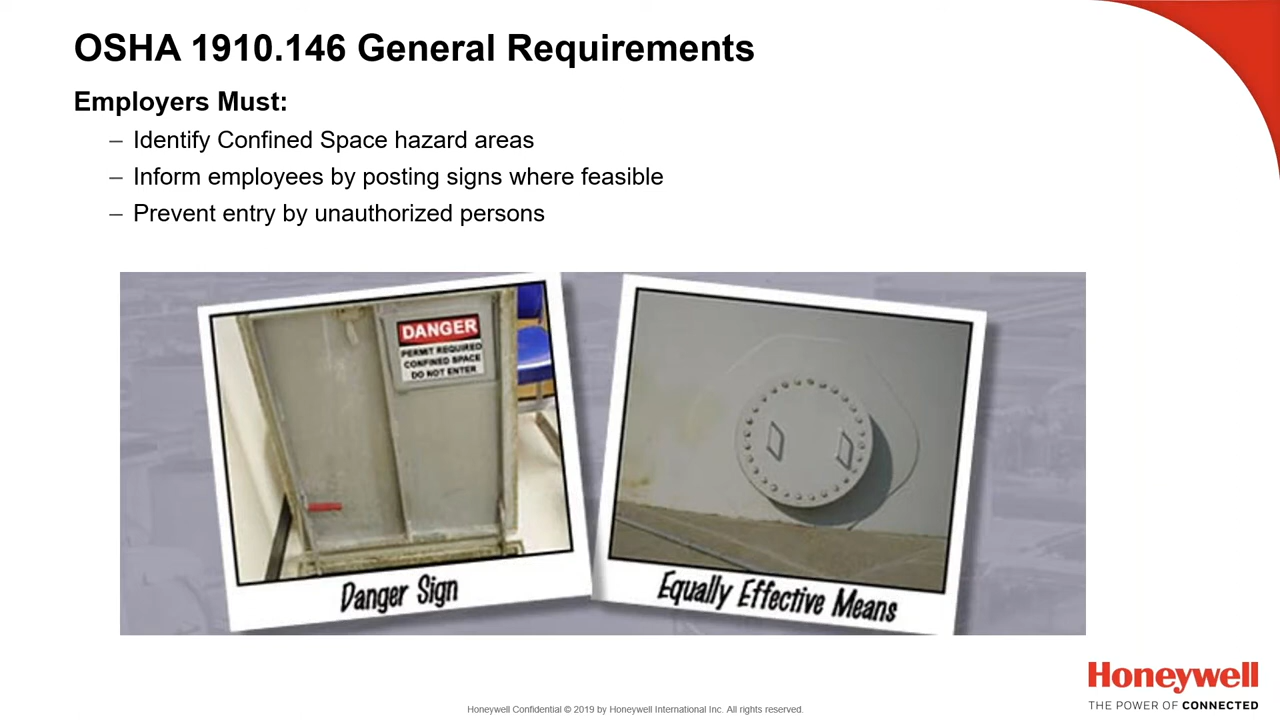 OSHA 1910.146 General Requirements
Employers Must:
– Identify Confined Space hazard areas
– Inform employees by posting signs where feasible
– Prevent entry by unauthorized persons
DANGER
PERMIT REQUIRED
CONFINED SPACE
DO NOT ENTER
Danger Sign
Equally Effective Means
Honeywell
THE POWER OF CONNECTED
Honeywell Confidential © 2019 by Honeywell International Inc. All rights reserved.